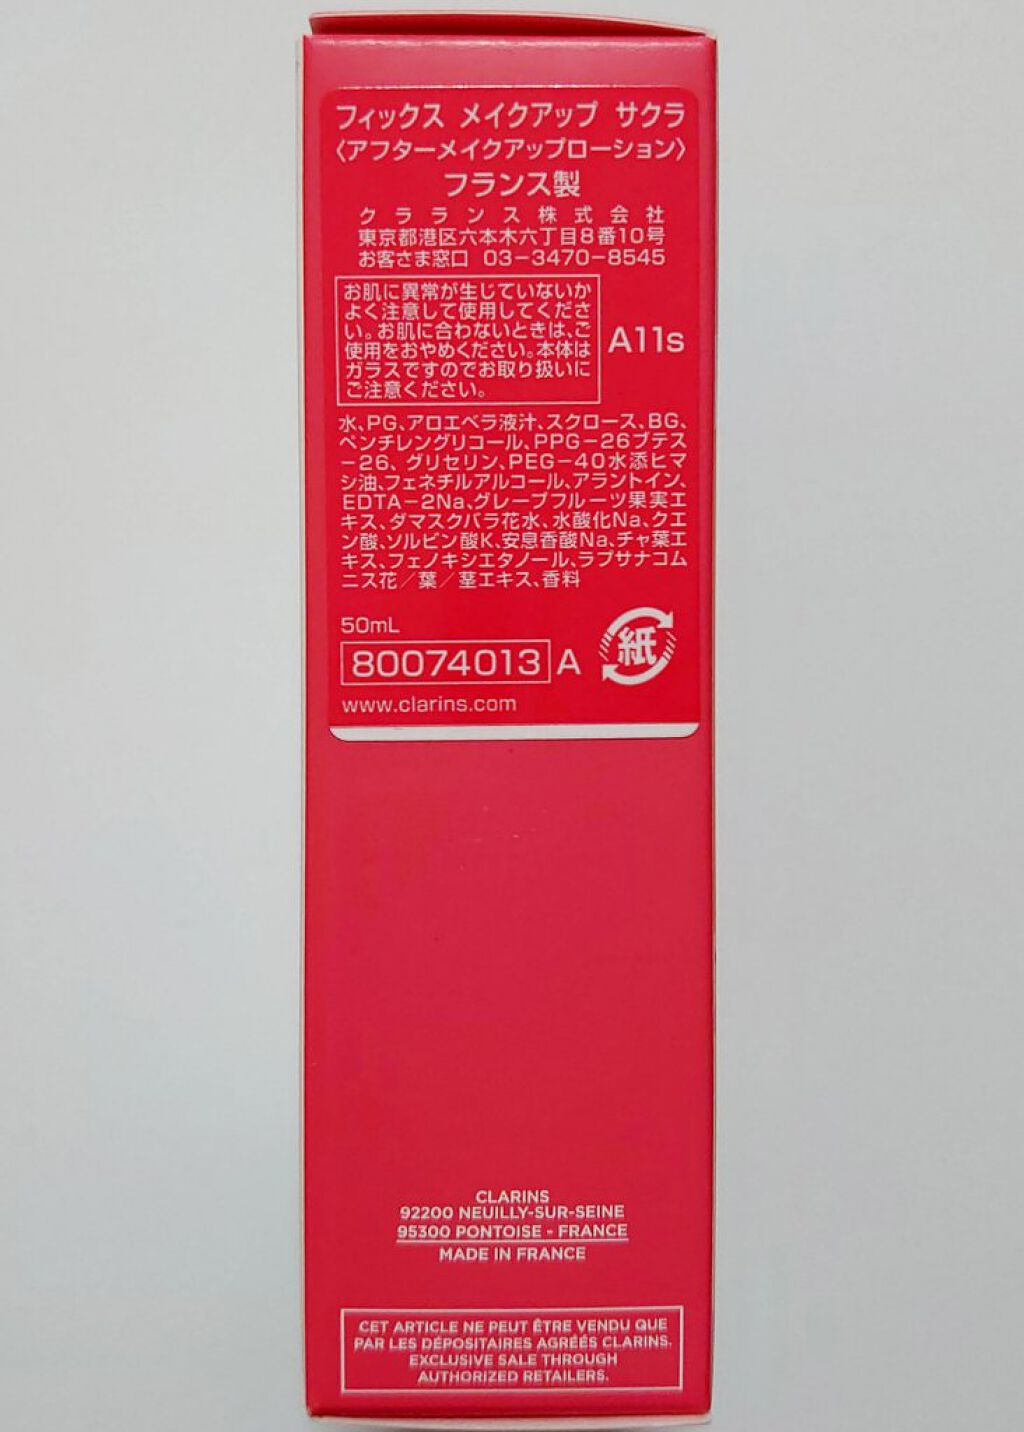 フィックス メイクアップ サクラ
〈アフターメイクアップローション〉
フランス製
クラランス株式会社
東京都港区六本木六丁目8番10号
お客さま窓口 03-3470-8545
お肌に異常が生じていないか
よく注意して使用してくださ
い。お肌に合わないときは、ご
使用をおやめください。本体は
ガラスですのでお取り扱いに
ご注意ください。
A11s
水、PG、アロエベラ液汁、スクロース、BG、
ペンチレングリコール、PPG-26ブテス
-26、グリセリン、PEG-40水添ヒマ
シ油、フェネチルアルコール、アラントイン、
EDTA-2Na、グレープフルーツ果実エ
キス、ダマスクバラ花水、水酸化Na、クエ
ン酸、ソルビン酸K、安息香酸Na、チャ葉エ
キス、フェノキシエタノール、ラプサナコム
ニス花/葉/茎エキス、香料
50mL
80074013 A
紙
www.clarins.com
CLARINS
92200 NEUILLY-SUR-SEINE
95300 PONTOISE - FRANCE
MADE IN FRANCE
CET ARTICLE NE PEUT ÊTRE VENDU QUE
PAR LES DÉPOSITAIRES AGRÉÉS CLARINS.
EXCLUSIVE SALE THROUGH
AUTHORIZED RETAILERS.